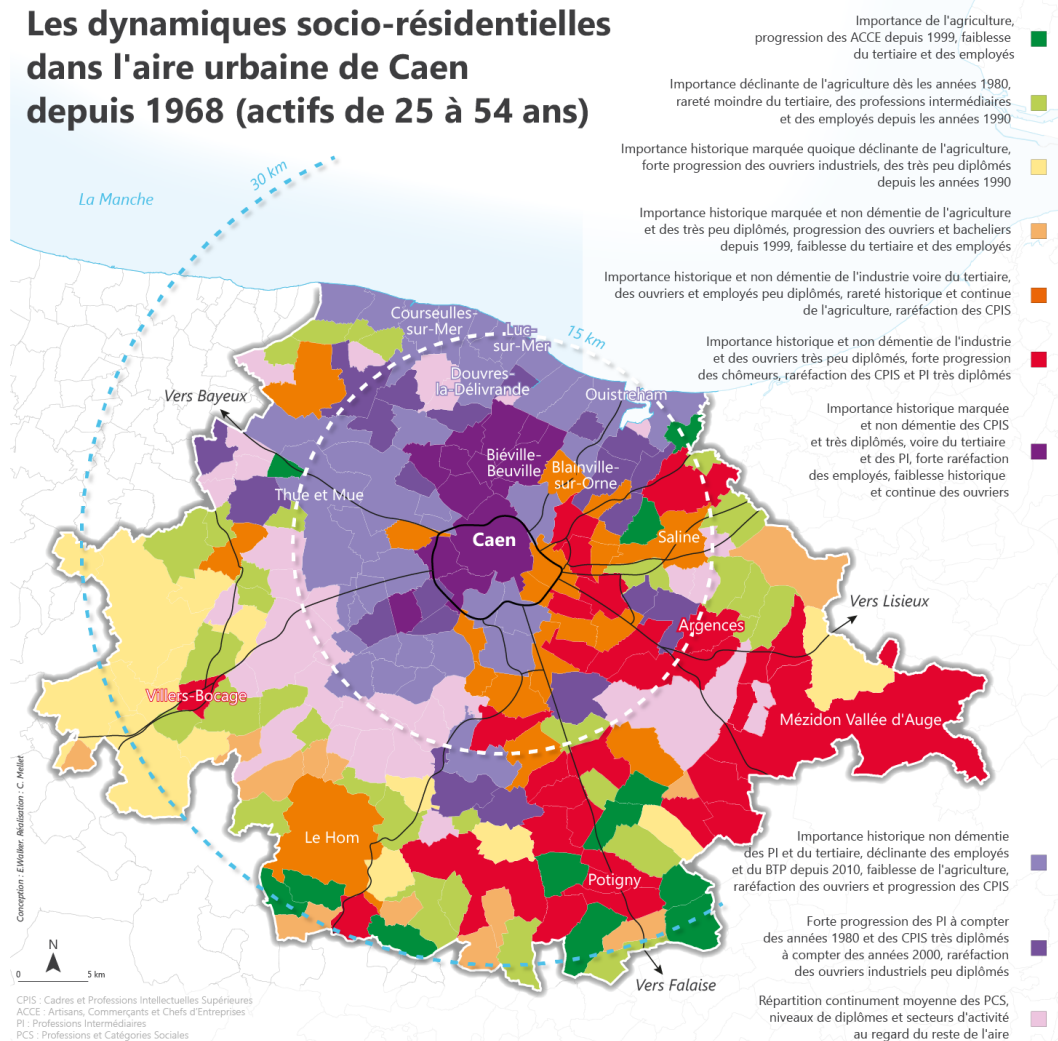 Les dynamiques socio-résidentielles
dans l'aire urbaine de Caen
depuis 1968 (actifs de 25 à 54 ans)
Importance de l'agriculture,
progression des ACCE depuis 1999, faiblesse
du tertiaire et des employés
Importance déclinante de l'agriculture dès les années 1980,
rareté moindre du tertiaire, des professions intermédiaires
et des employés depuis les années 1990
Importance historique marquée quoique déclinante de l'agriculture,
forte progression des ouvriers industriels, des très peu diplômés
depuis les années 1990
Importance historique marquée et non démentie de l'agriculture
et des très peu diplômés, progression des ouvriers et bacheliers
depuis 1999, faiblesse du tertiaire et des employés
Importance historique et non démentie de l'industrie voire du tertiaire,
des ouvriers et employés peu diplômés, rareté historique et continue
de l'agriculture, raréfaction des CPIS
Importance historique et non démentie de l'industrie
et des ouvriers très peu diplômés, forte progression
des chômeurs, raréfaction des CPIS et PI très diplômés
Importance historique marquée
et non démentie des CPIS
et très diplômés, voire du tertiaire
et des PI, forte raréfaction
des employés, faiblesse historique
et continue des ouvriers
30 km
La Manche
Courseulles-
sur-Mer
Luc-
sur-Mer
15 km
Douvres-
la-Délivrande
Ouistreham
Vers Bayeux
Biéville-
Beuville
Blainville-
sur-Orne
Thue et Mue
Caen
Saline
Vers Lisieux
Argences
Villers-Bocage
Mézidon Vallée d'Auge
Le Hom
Potigny
Vers Falaise
Importance historique non démentie
des PI et du tertiaire, déclinante des employés
et du BTP depuis 2010, faiblesse de l'agriculture,
raréfaction des ouvriers et progression des CPIS
Forte progression des PI à compter
des années 1980 et des CPIS très diplômés
à compter des années 2000, raréfaction
des ouvriers industriels peu diplômés
Répartition continument moyenne des PCS,
niveaux de diplômes et secteurs d'activité
au regard du reste de l'aire
Conception : E.Walker. Réalisation : C. Mellet
N
0 5 km
CPIS : Cadres et Professions Intellectuelles Supérieures
ACCE : Artisans, Commerçants et Chefs d'Entreprises
PI : Professions Intermédiaires
PCS : Professions et Catégories Sociales